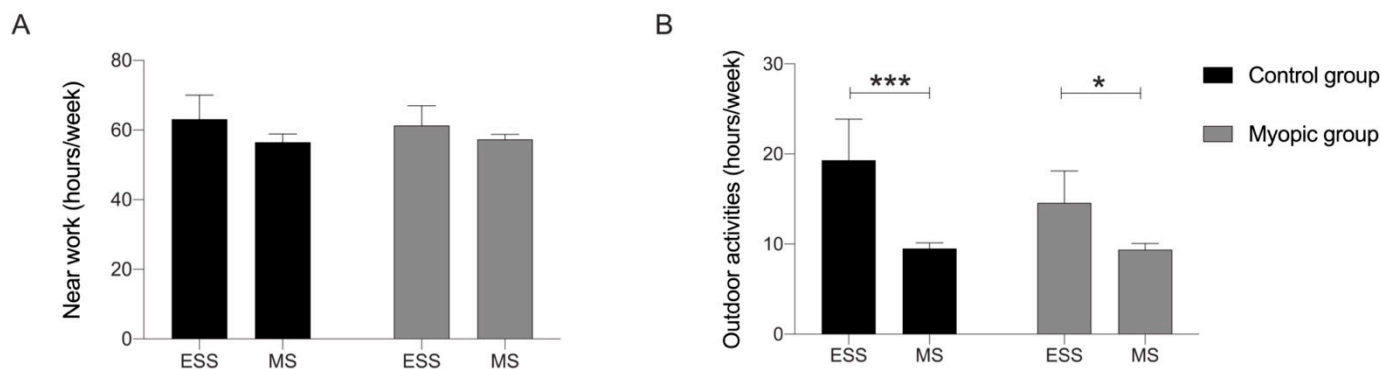 A
Near work (hours/week)
80
60
40
20
0
ESS MS ESS MS
B
Outdoor activities (hours/week)
30
20
10
0
*** *
ESS MS ESS MS
Control group
Myopic group